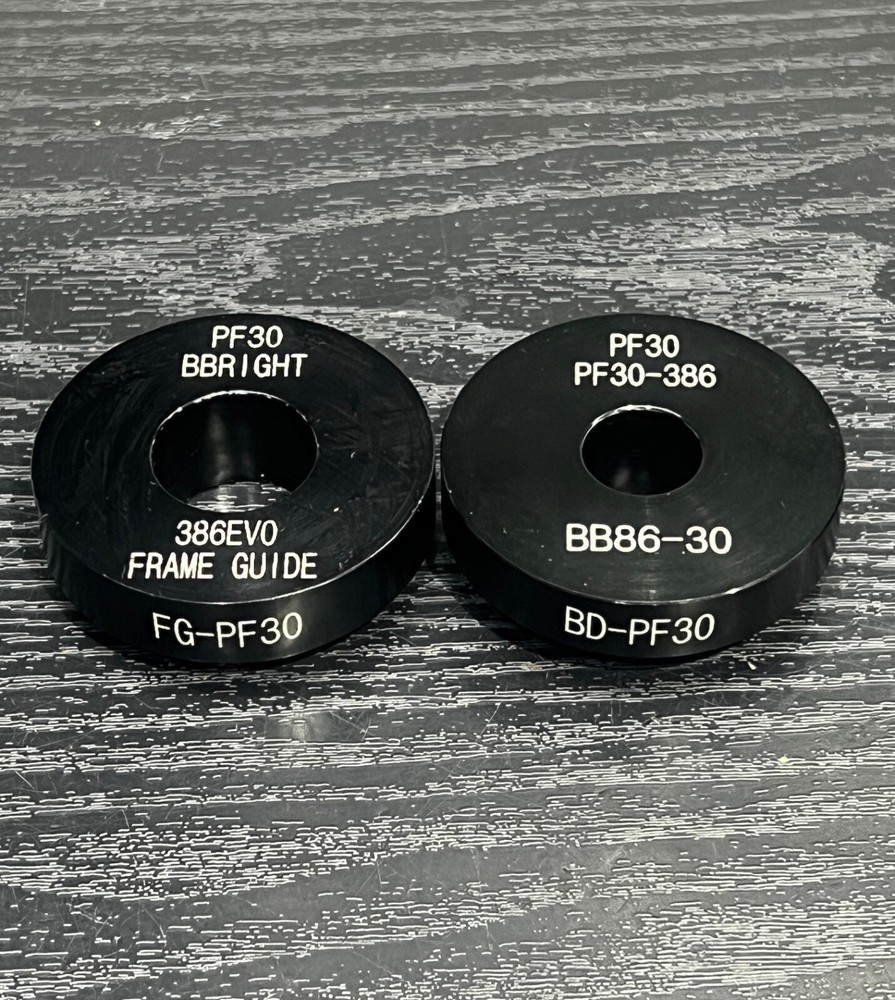 PF30
BBRIGHT
386EVO
FRAME GUIDE
FG-PF30
PF30
PF30-386
BB86-30
BD-PF30